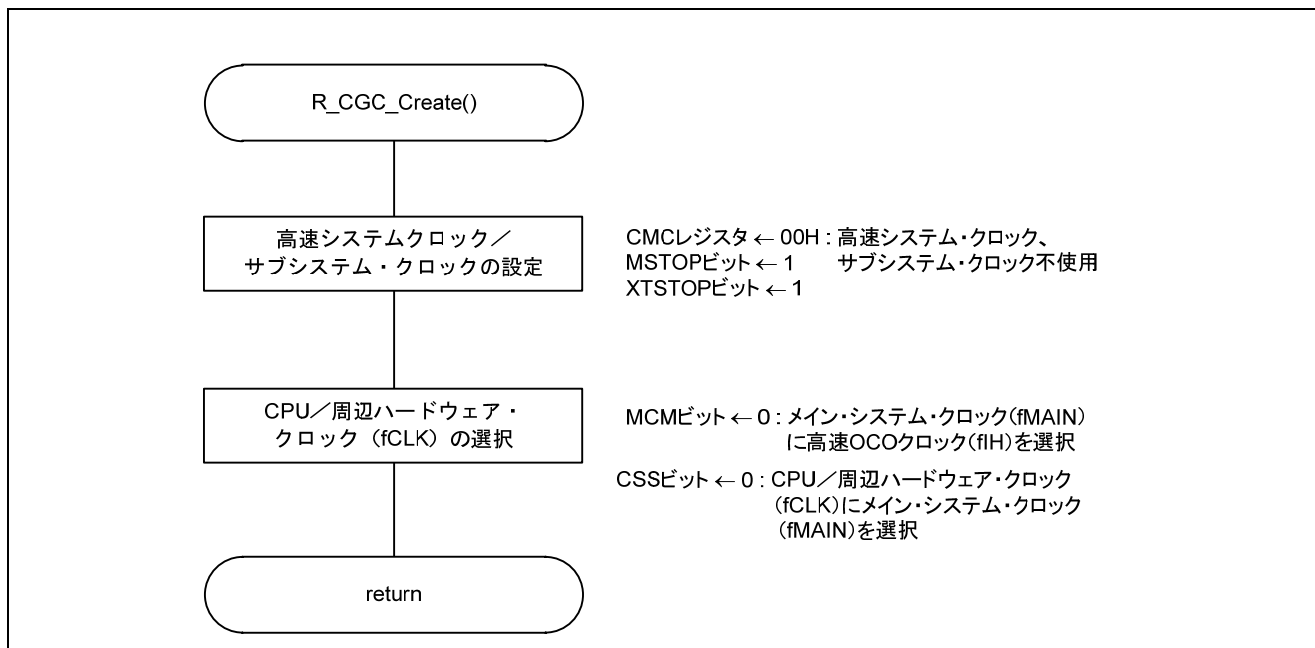 R_CGC_Create()
高速システムクロック／
サブシステム・クロックの設定
CMCレジスタ ← 00H : 高速システム・クロック、
MSTOPビット ← 1 サブシステム・クロック不使用
XTSTOPビット ← 1
CPU／周辺ハードウェア・
クロック（fCLK）の選択
MCMビット ← 0 : メイン・システム・クロック(fMAIN)
に高速OCOクロック(fIH)を選択
CSSビット ← 0 : CPU／周辺ハードウェア・クロック
(fCLK)にメイン・システム・クロック
(fMAIN)を選択
return